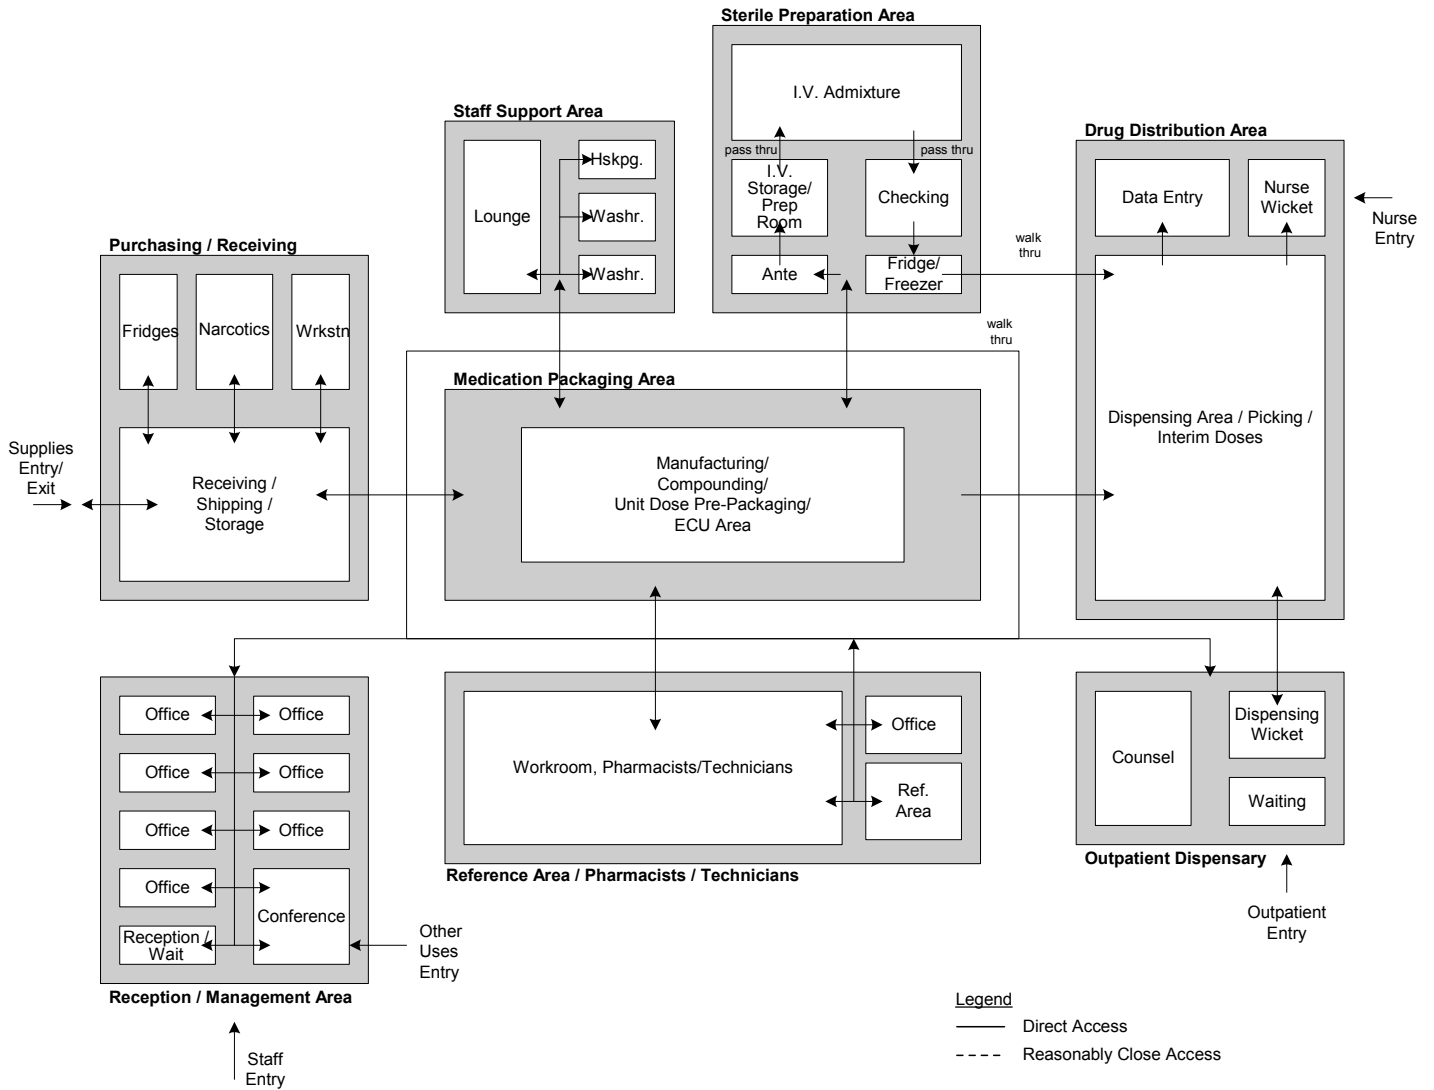 Sterile Preparation Area
I.V. Admixture
pass thru
pass thru
I.V.
Storage/
Prep
Room
Checking
Ante
Fridge/
Freezer
Staff Support Area
Lounge
Hskpg.
Washr.
Washr.
Drug Distribution Area
Data Entry
Nurse
Wicket
Nurse
Entry
walk
thru
walk
thru
Dispensing Area / Picking /
Interim Doses
Purchasing / Receiving
Fridges
Narcotics
Wrkstn
Supplies
Entry/
Exit
Receiving /
Shipping /
Storage
Medication Packaging Area
Manufacturing/
Compounding/
Unit Dose Pre-Packaging/
ECU Area
Office
Office
Office
Office
Office
Office
Office
Conference
Reception /
Wait
Reception / Management Area
Other
Uses
Entry
Staff
Entry
Workroom, Pharmacists/Technicians
Office
Ref.
Area
Reference Area / Pharmacists / Technicians
Counsel
Dispensing
Wicket
Waiting
Outpatient Dispensary
Outpatient
Entry
Legend
Direct Access
Reasonably Close Access